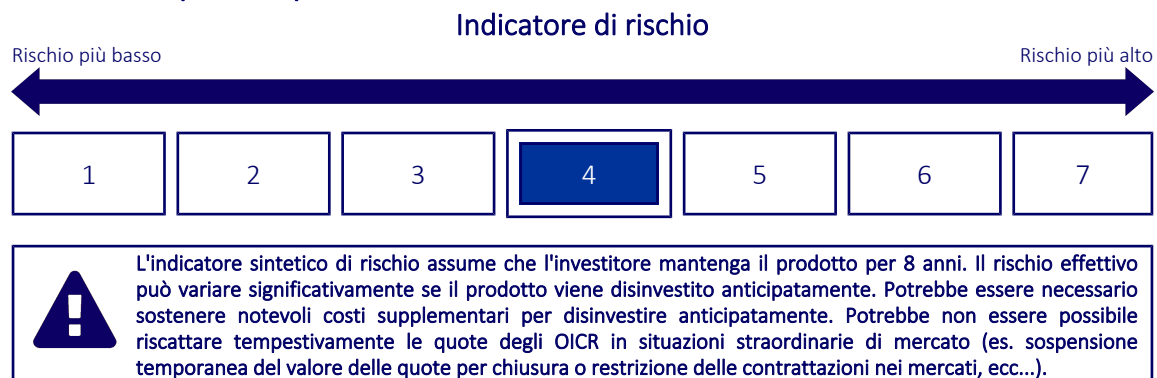 Indicatore di rischio
Rischio più basso
Rischio più alto
1
2
3
4
5
6
7
L'indicatore sintetico di rischio assume che l'investitore mantenga il prodotto per 8 anni. Il rischio effettivo
può variare significativamente se il prodotto viene disinvestito anticipatamente. Potrebbe essere necessario
sostenere notevoli costi supplementari per disinvestire anticipatamente. Potrebbe non essere possibile
riscattare tempestivamente le quote degli OICR in situazioni straordinarie di mercato (es. sospensione
temporanea del valore delle quote per chiusura o restrizione delle contrattazioni nei mercati, ecc...).